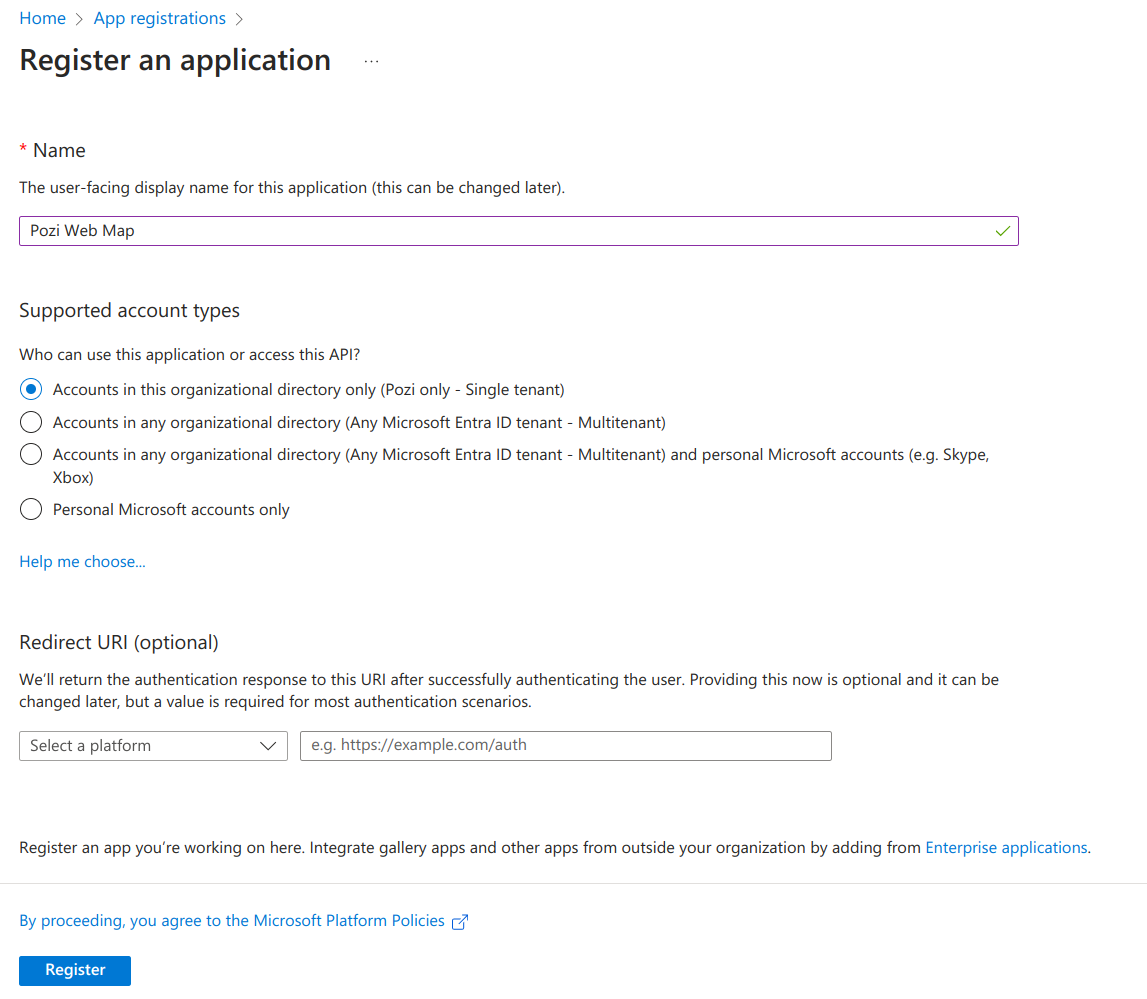 Home > App registrations >
Register an application ...
* Name
The user-facing display name for this application (this can be changed later).
Pozi Web Map
Supported account types
Who can use this application or access this API?
Accounts in this organizational directory only (Pozi only - Single tenant)
Accounts in any organizational directory (Any Microsoft Entra ID tenant - Multitenant)
Accounts in any organizational directory (Any Microsoft Entra ID tenant - Multitenant) and personal Microsoft accounts (e.g. Skype,
Xbox)
Personal Microsoft accounts only
Help me choose...
Redirect URI (optional)
We'll return the authentication response to this URI after successfully authenticating the user. Providing this now is optional and it can be
changed later, but a value is required for most authentication scenarios.
Select a platform e.g. https://example.com/auth
Register an app you're working on here. Integrate gallery apps and other apps from outside your organization by adding from Enterprise applications.
By proceeding, you agree to the Microsoft Platform Policies
Register